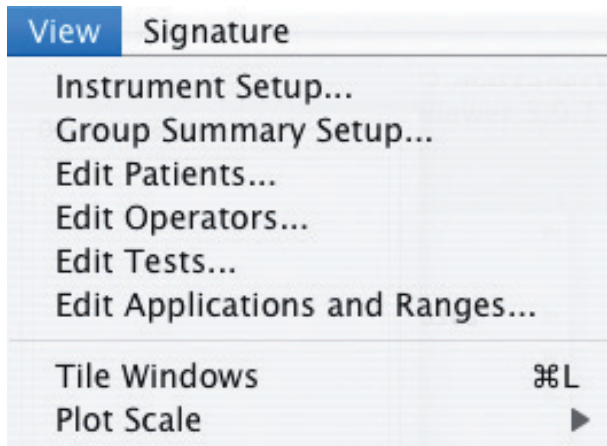 View Signature
Instrument Setup...
Group Summary Setup...
Edit Patients...
Edit Operators...
Edit Tests...
Edit Applications and Ranges...
Tile Windows ⌘L
Plot Scale ▶